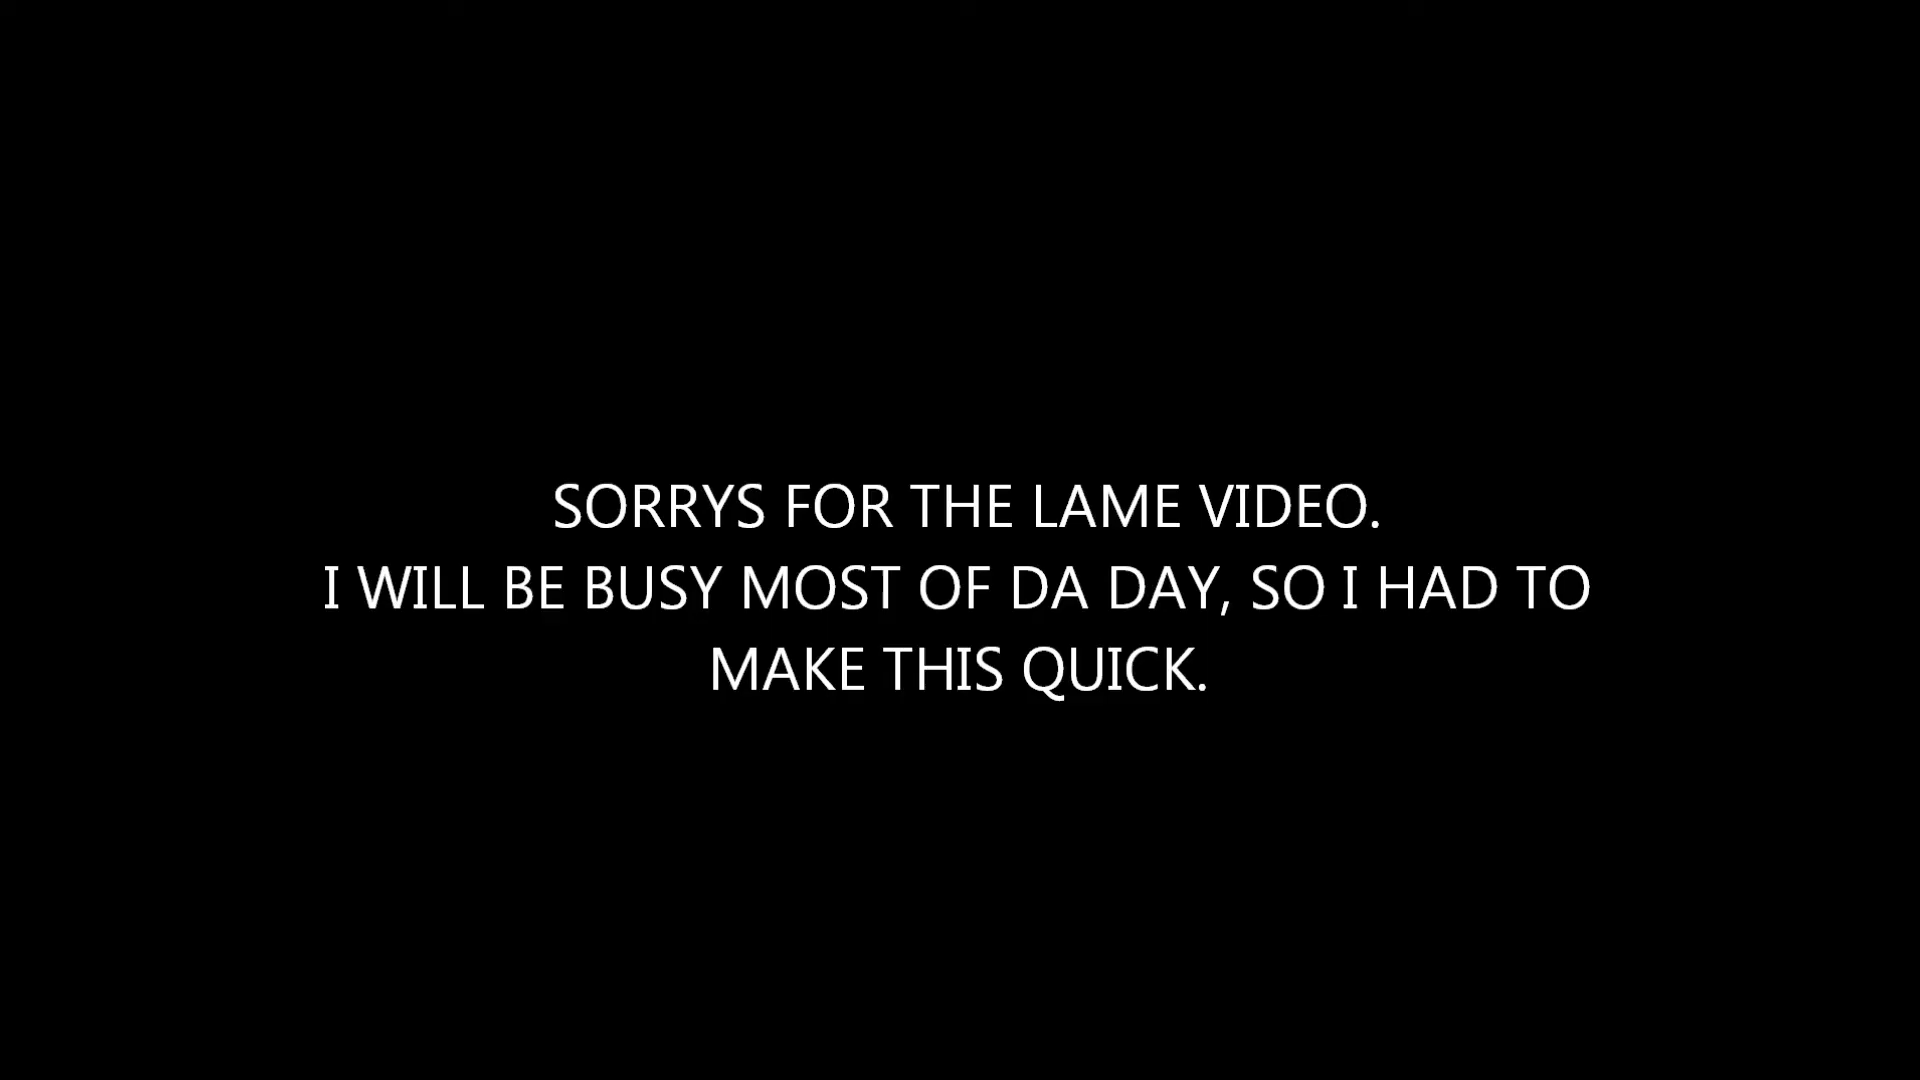 SORRYS FOR THE LAME VIDEO.
I WILL BE BUSY MOST OF DA DAY, SO I HAD TO
MAKE THIS QUICK.